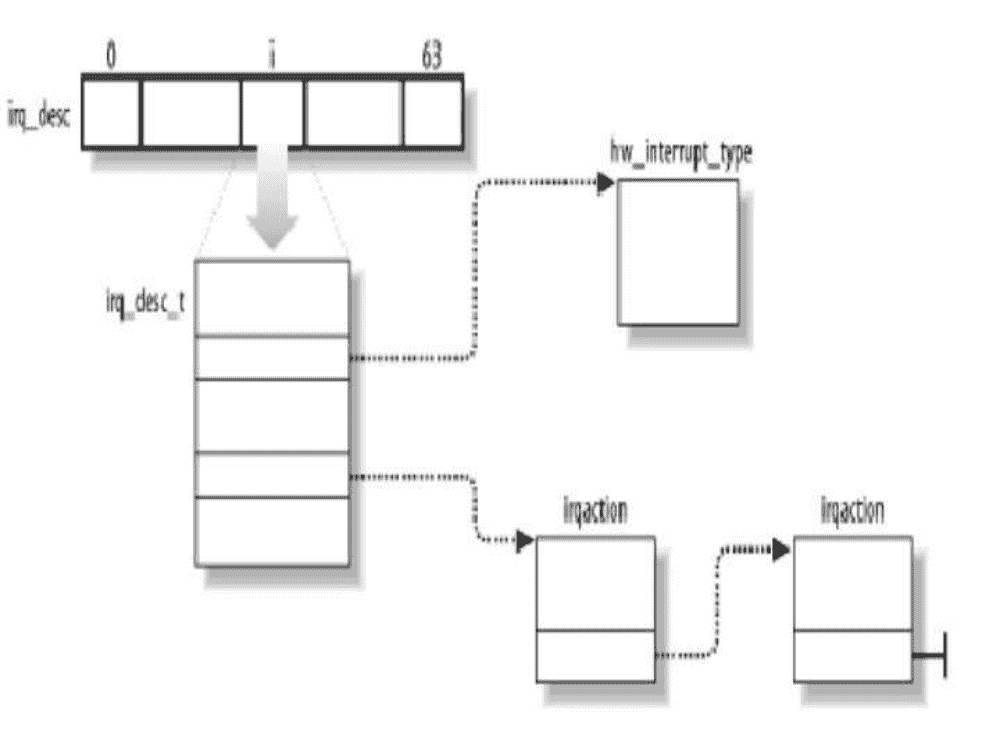 0 i 63
irq_desc
hw_interrupt_type
irq_desc_t
irqaction irqaction